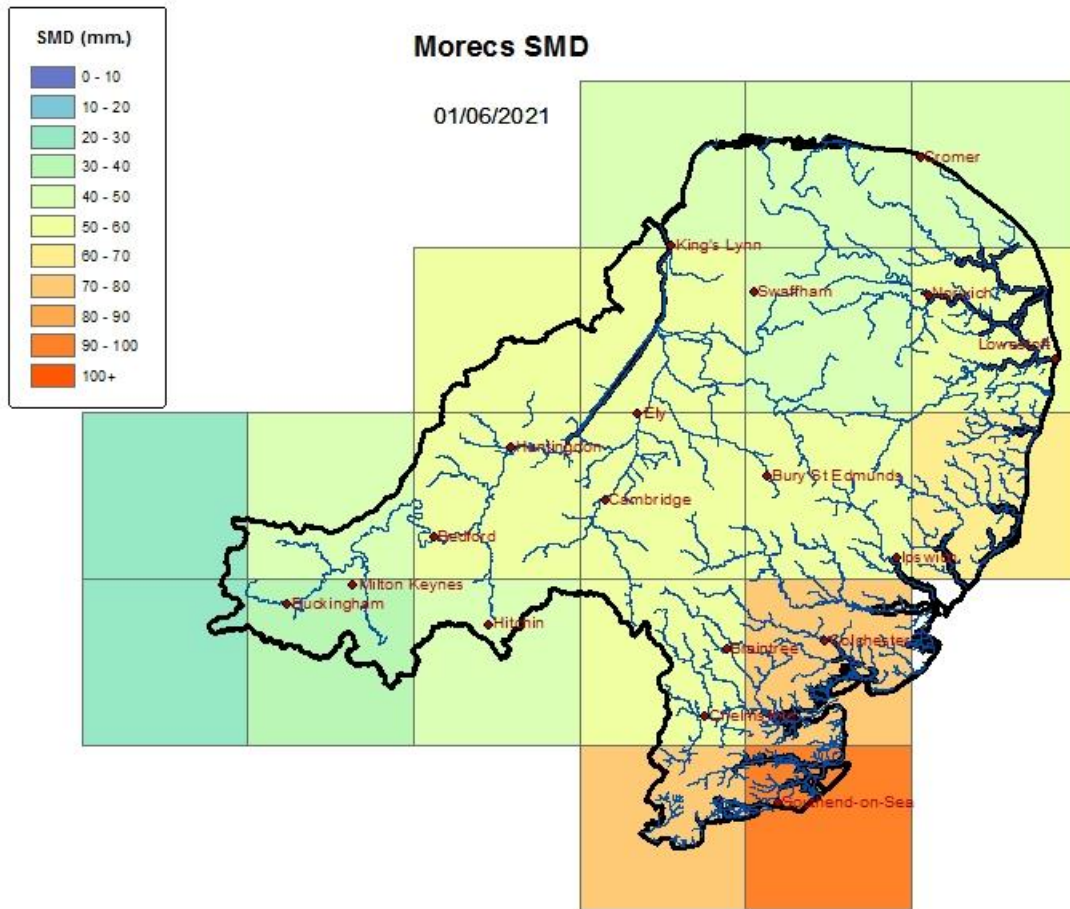 SMD (mm.)
0 - 10
10 - 20
20 - 30
30 - 40
40 - 50
50 - 60
60 - 70
70 - 80
80 - 90
90 - 100
100+
Morecs SMD
01/06/2021
Cromer
King's Lynn
Swaffham
Norwich
Lowestoft
Ely
Huntingdon
Bury St Edmunds
Cambridge
Bedford
Ipswich
Milton Keynes
Buckingham
Hitchin
Colchester
Braintree
Chelmsford
Southend-on-Sea